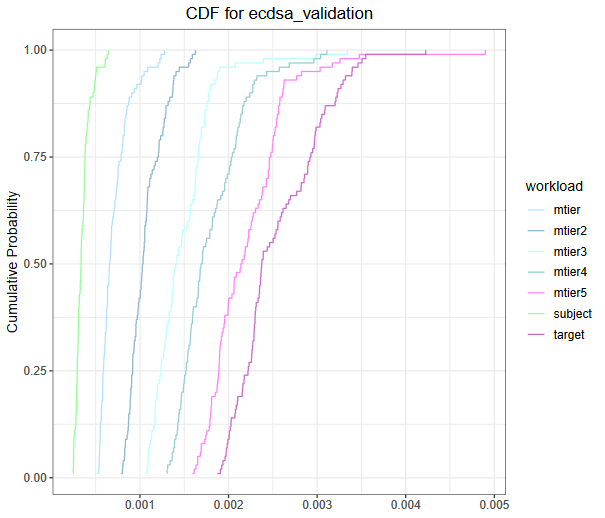 CDF for ecdsa_validation
1.00
0.75
0.50
0.25
0.00
Cumulative Probability
0.001
0.002
0.003
0.004
0.005
workload
mtier
mtier2
mtier3
mtier4
mtier5
subject
target